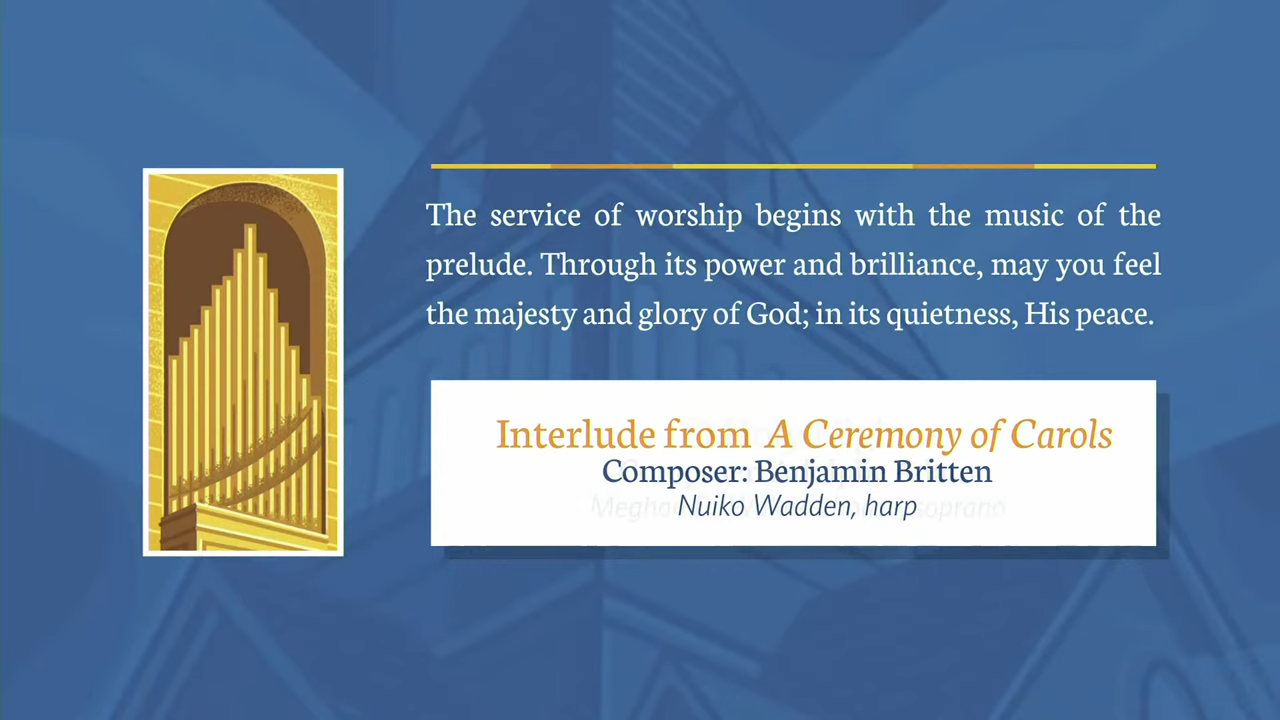 The service of worship begins with the music of the
prelude. Through its power and brilliance, may you feel
the majesty and glory of God; in its quietness, His peace.
Interlude from A Ceremony of Carols
Composer: Benjamin Britten
Nuiko Wadden, harp
soprano